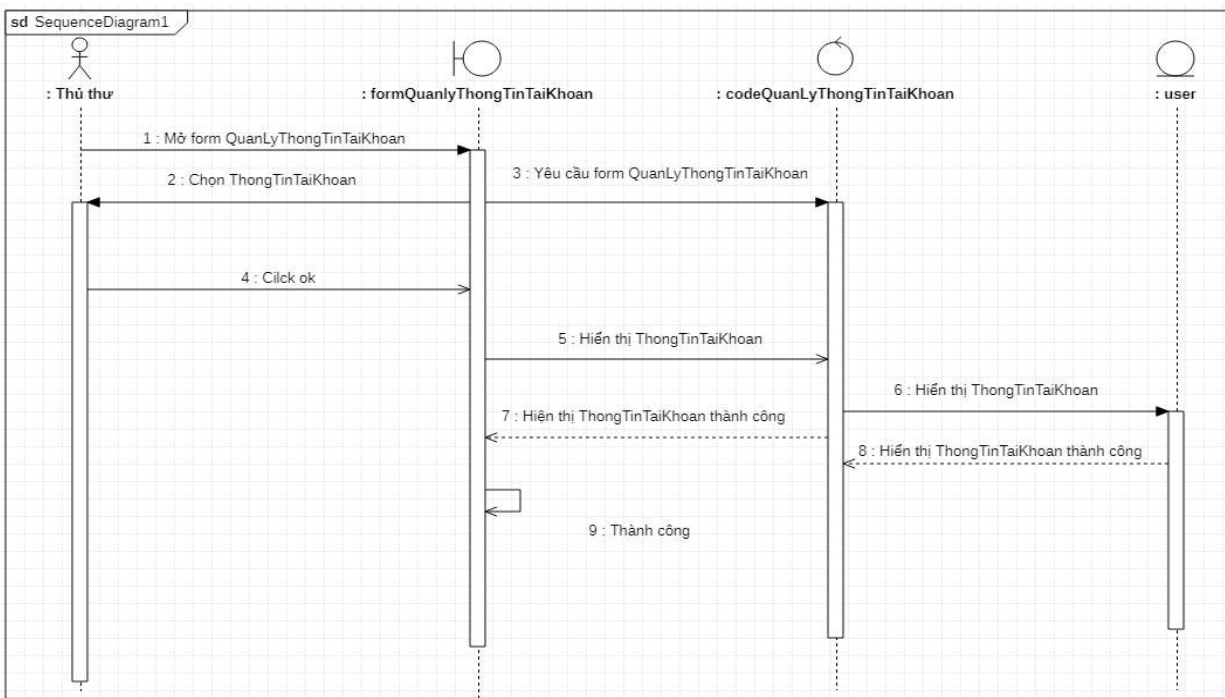 sd SequenceDiagram1
: Thủ thư
: formQuanlyThongTinTaiKhoan
: codeQuanLyThongTinTaiKhoan
: user
1 : Mở form QuanLyThongTinTaiKhoan
2 : Chọn ThongTinTaiKhoan
3 : Yêu cầu form QuanLyThongTinTaiKhoan
4 : Cilck ok
5 : Hiển thị ThongTinTaiKhoan
6 : Hiển thị ThongTinTaiKhoan
7 : Hiện thị ThongTinTaiKhoan thành công
8 : Hiển thị ThongTinTaiKhoan thành công
9 : Thành công